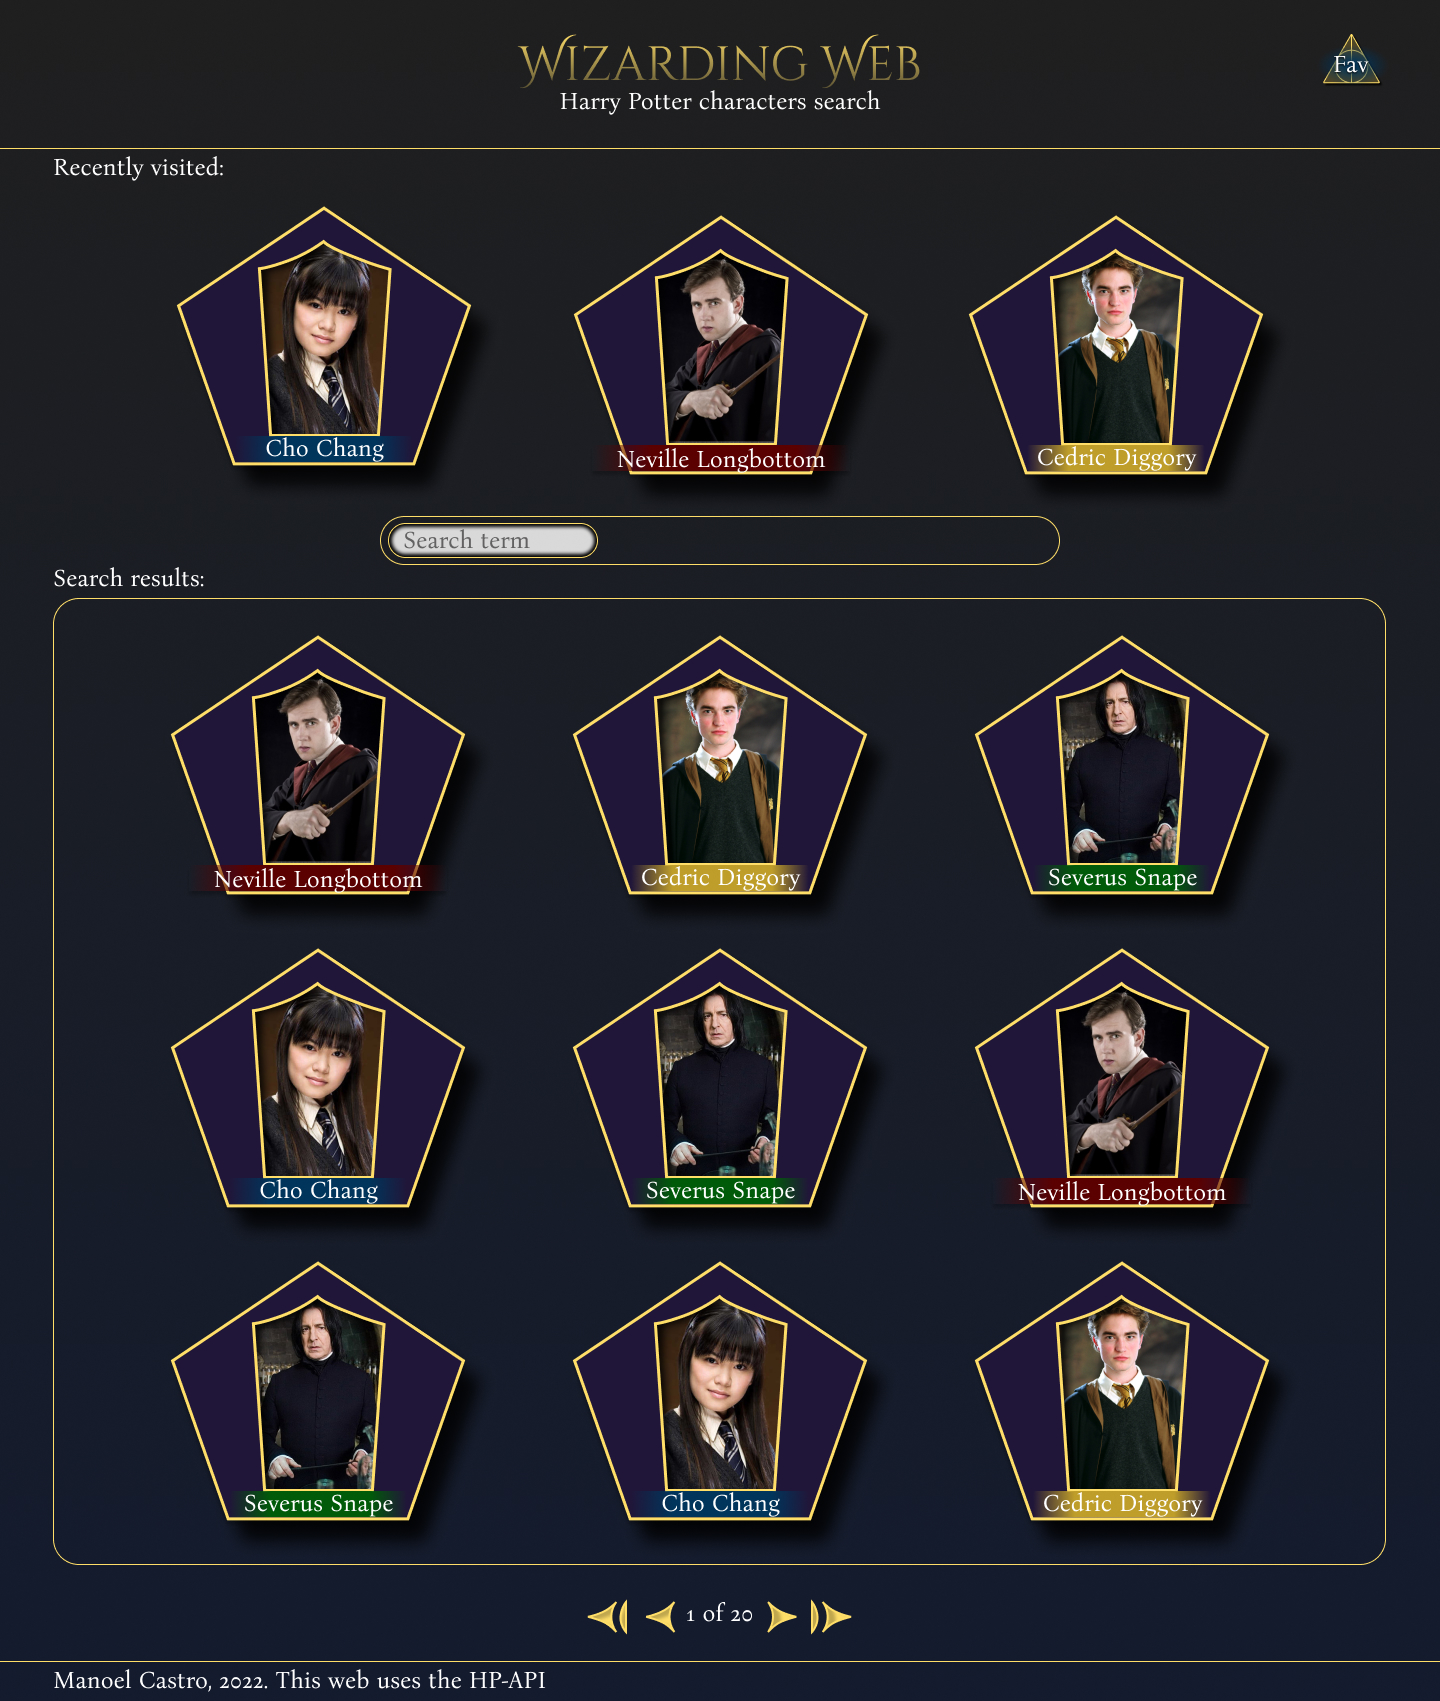 WIZARDING WEB
Harry Potter characters search
Fav
Recently visited:
Cho Chang
Neville Longbottom
Cedric Diggory
Search term
Search results:
Neville Longbottom
Cedric Diggory
Severus Snape
Cho Chang
Severus Snape
Neville Longbottom
Severus Snape
Cho Chang
Cedric Diggory
1 of 20
Manoel Castro, 2022. This web uses the HP-API